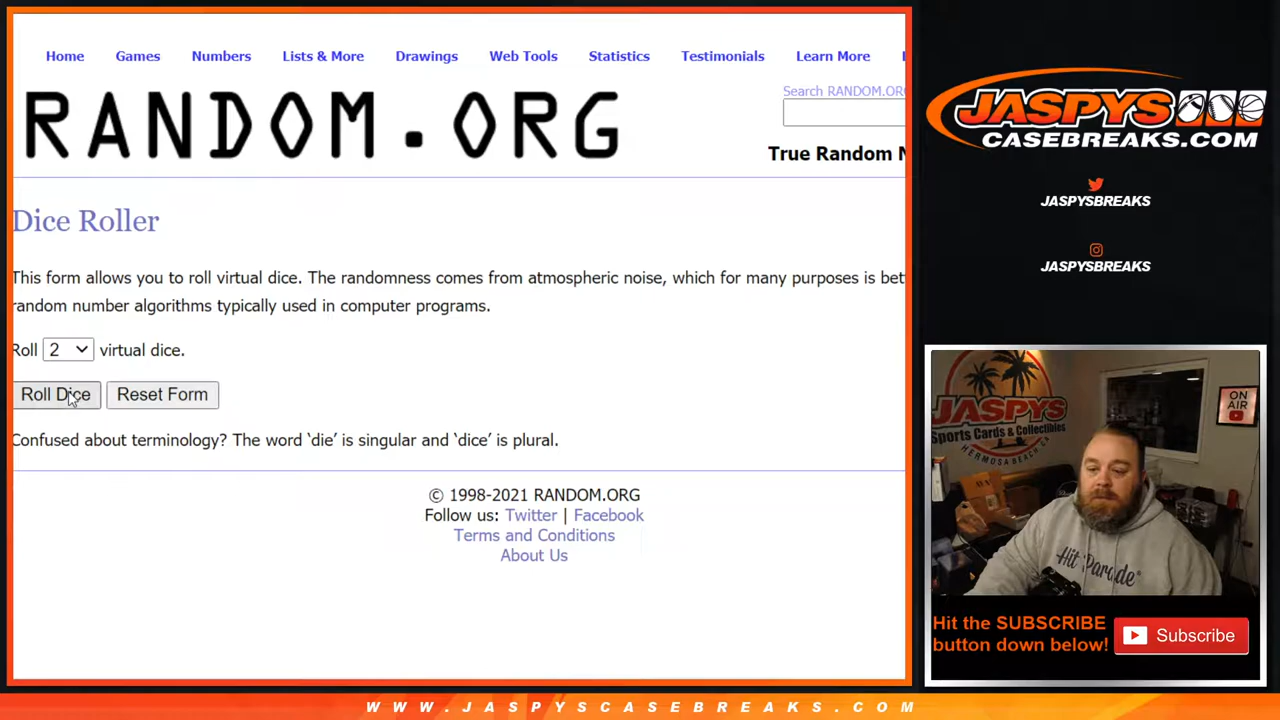 Home Games Numbers Lists & More Drawings Web Tools Statistics Testimonials Learn More
RANDOM.ORG
Search RANDOM.ORG
True Random N
Dice Roller
This form allows you to roll virtual dice. The randomness comes from atmospheric noise, which for many purposes is bet
random number algorithms typically used in computer programs.
Roll 2 virtual dice.
Roll Dice Reset Form
Confused about terminology? The word ‘die’ is singular and ‘dice’ is plural.
© 1998-2021 RANDOM.ORG
Follow us: Twitter | Facebook
Terms and Conditions
About Us
JASPYS
CASEBREAKS.COM
JASPYSBREAKS
JASPYSBREAKS
JASPYS
Sports Cards & Collectibles
HERMOSA BEACH CA
ON
AIR
Hit Parade
Hit the SUBSCRIBE
button down below!
Subscribe
WWW.JASPYSCASEBREAKS.COM